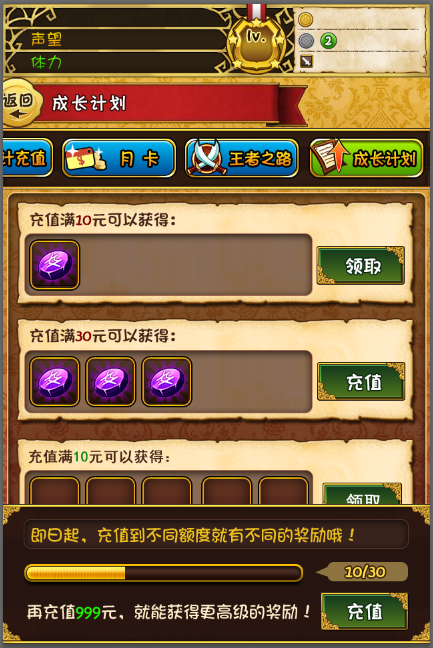 声望
lv.
2
体力
返回
成长计划
计充值
月卡
王者之路
成长计划
充值满10元可以获得：
领取
充值满30元可以获得：
充值
充值满10元可以获得：
领取
即日起，充值到不同额度就有不同的奖励哦！
10/30
再充值999元，就能获得更高级的奖励！
充值